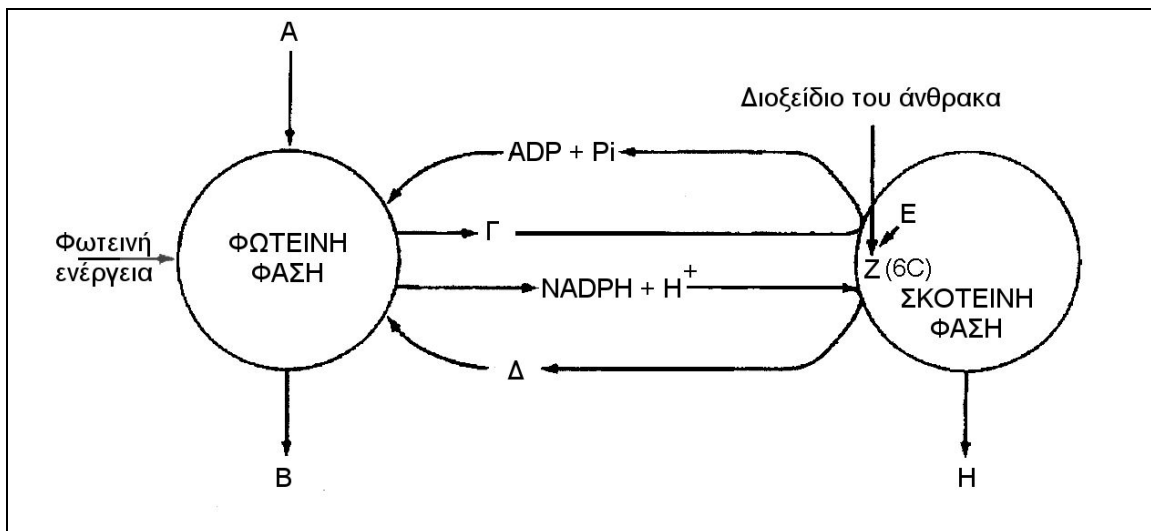 Α
Διοξείδιο του άνθρακα
ADP + Pi
Ε
Φωτεινή
ενέργεια
ΦΩΤΕΙΝΗ
ΦΑΣΗ
Γ
Ζ (6C)
NADPH + H⁺
ΣΚΟΤΕΙΝΗ
ΦΑΣΗ
Δ
Β
Η